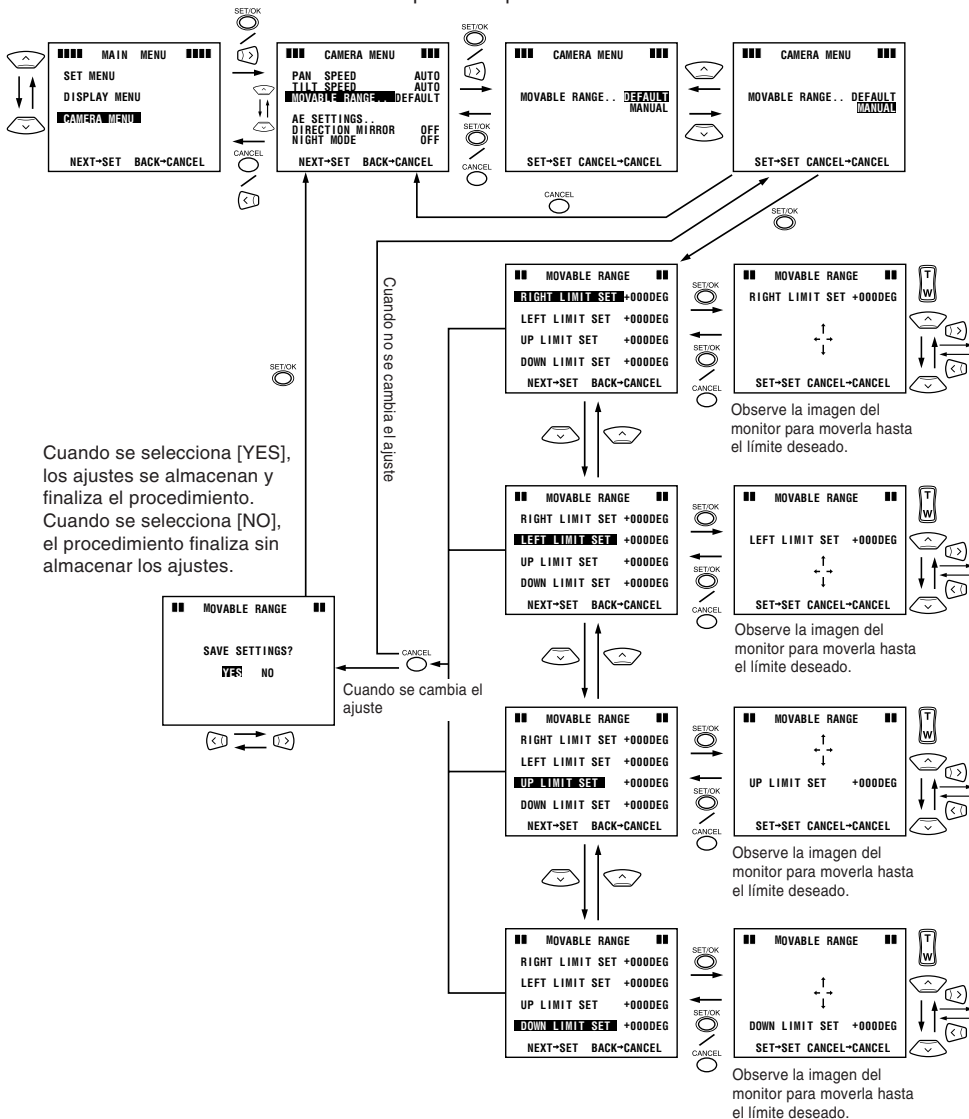 SET/OK
MAIN MENU
SET MENU
DISPLAY MENU
CAMERA MENU
NEXT→SET BACK→CANCEL
CANCEL
CAMERA MENU
PAN SPEED AUTO
TILT SPEED AUTO
MOVABLE RANGE.. DEFAULT
AE SETTINGS..
DIRECTION MIRROR OFF
NIGHT MODE OFF
NEXT→SET BACK→CANCEL
SET/OK
SET/OK
CANCEL
CAMERA MENU
MOVABLE RANGE.. DEFAULT
MANUAL
SET→SET CANCEL→CANCEL
CAMERA MENU
MOVABLE RANGE.. DEFAULT
MANUAL
SET→SET CANCEL→CANCEL
CANCEL
SET/OK
Cuando no se cambia el ajuste
SET/OK
MOVABLE RANGE
RIGHT LIMIT SET +000DEG
LEFT LIMIT SET +000DEG
UP LIMIT SET +000DEG
DOWN LIMIT SET +000DEG
NEXT→SET BACK→CANCEL
SET/OK
SET/OK
CANCEL
MOVABLE RANGE
RIGHT LIMIT SET +000DEG
SET→SET CANCEL→CANCEL
T
W
Observe la imagen del
monitor para moverla hasta
el límite deseado.
Cuando se selecciona [YES],
los ajustes se almacenan y
finaliza el procedimiento.
Cuando se selecciona [NO],
el procedimiento finaliza sin
almacenar los ajustes.
MOVABLE RANGE
RIGHT LIMIT SET +000DEG
LEFT LIMIT SET +000DEG
UP LIMIT SET +000DEG
DOWN LIMIT SET +000DEG
NEXT→SET BACK→CANCEL
SET/OK
SET/OK
CANCEL
MOVABLE RANGE
LEFT LIMIT SET +000DEG
SET→SET CANCEL→CANCEL
T
W
Observe la imagen del
monitor para moverla hasta
el límite deseado.
MOVABLE RANGE
SAVE SETTINGS?
YES NO
CANCEL
Cuando se cambia el
ajuste
MOVABLE RANGE
RIGHT LIMIT SET +000DEG
LEFT LIMIT SET +000DEG
UP LIMIT SET +000DEG
DOWN LIMIT SET +000DEG
NEXT→SET BACK→CANCEL
SET/OK
SET/OK
CANCEL
MOVABLE RANGE
UP LIMIT SET +000DEG
SET→SET CANCEL→CANCEL
T
W
Observe la imagen del
monitor para moverla hasta
el límite deseado.
MOVABLE RANGE
RIGHT LIMIT SET +000DEG
LEFT LIMIT SET +000DEG
UP LIMIT SET +000DEG
DOWN LIMIT SET +000DEG
NEXT→SET BACK→CANCEL
SET/OK
SET/OK
CANCEL
MOVABLE RANGE
DOWN LIMIT SET +000DEG
SET→SET CANCEL→CANCEL
T
W
Observe la imagen del
monitor para moverla hasta
el límite deseado.